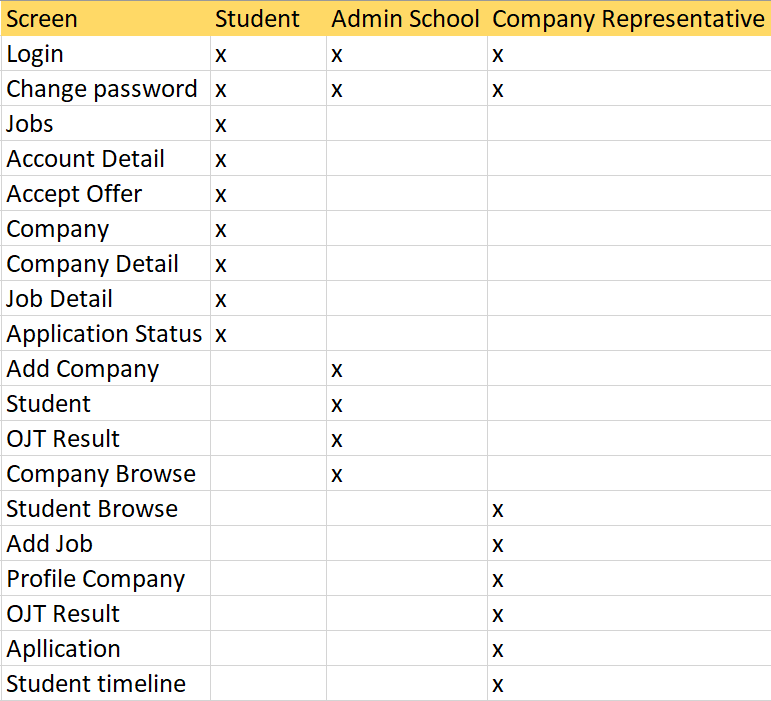 Screen Student Admin School Company Representative
Login x x x
Change password x x x
Jobs x
Account Detail x
Accept Offer x
Company x
Company Detail x
Job Detail x
Application Status x
Add Company x
Student x
OJT Result x
Company Browse x
Student Browse x
Add Job x
Profile Company x
OJT Result x
Apllication x
Student timeline x